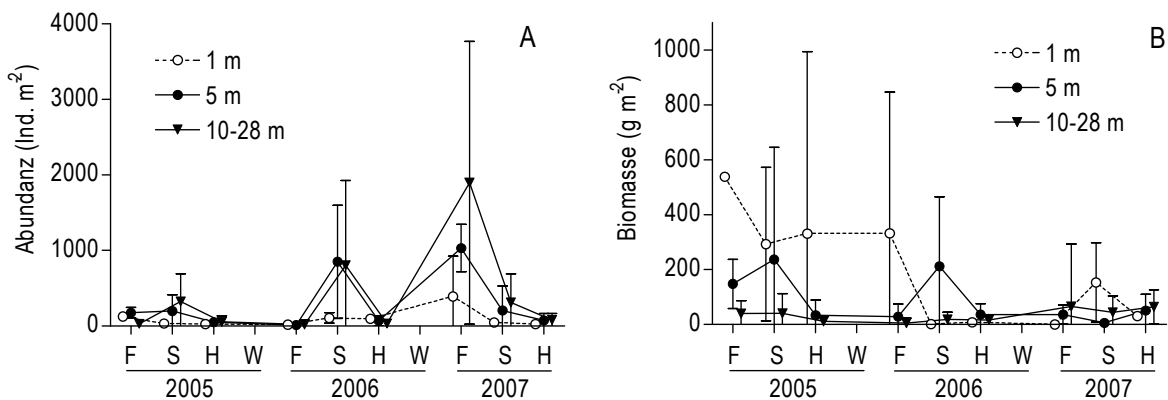 A
Abundanz (Ind. m-2)
4000
3000
2000
1000
0
1 m
5 m
10-28 m
F S H W F S H W F S H
2005 2006 2007
B
Biomasse (g m-2)
1000
800
600
400
200
0
1 m
5 m
10-28 m
F S H W F S H W F S H
2005 2006 2007